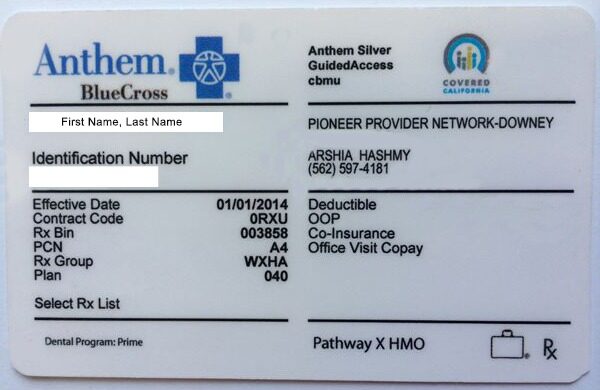 Anthem.
BlueCross
First Name, Last Name
Identification Number
Effective Date 01/01/2014
Contract Code 0RXU
Rx Bin 003858
PCN A4
Rx Group WXHA
Plan 040
Select Rx List
Dental Program: Prime
Anthem Silver
GuidedAccess
cbmu
COVERED
CALIFORNIA
PIONEER PROVIDER NETWORK-DOWNEY
ARSHIA HASHMY
(562) 597-4181
Deductible
OOP
Co-Insurance
Office Visit Copay
Pathway X HMO
Rx